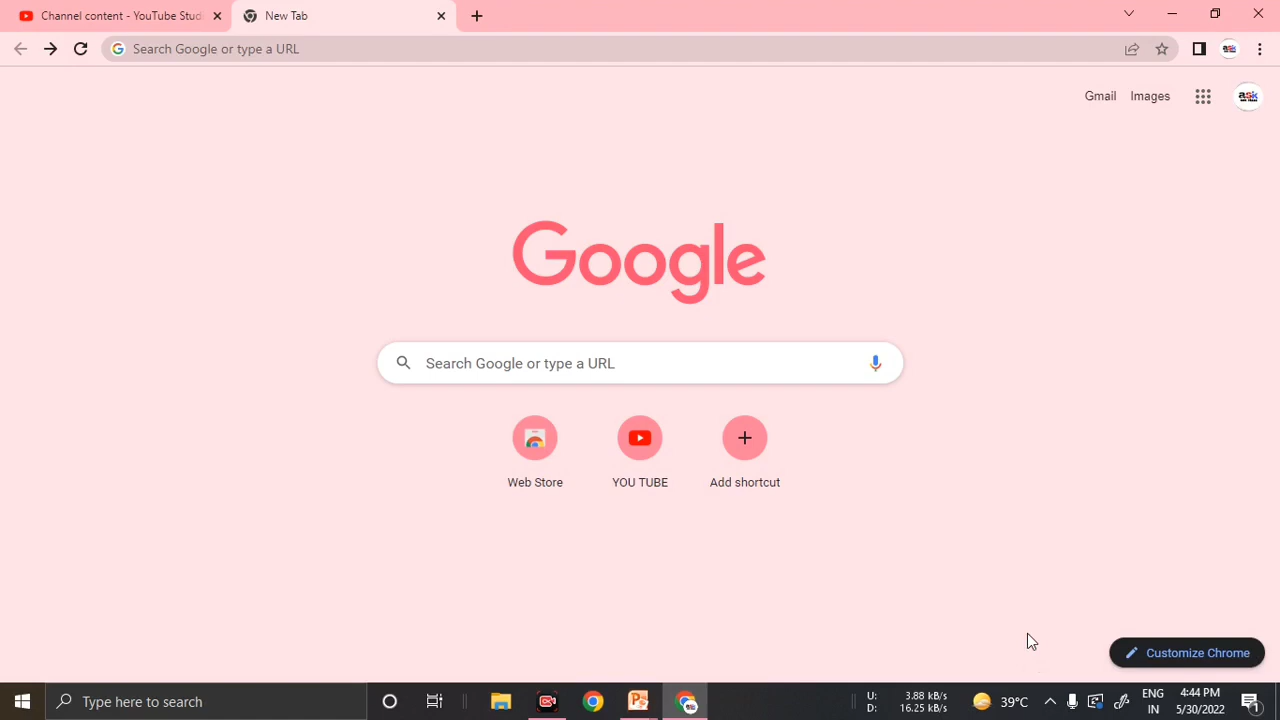 Channel content - YouTube Stud
New Tab
Search Google or type a URL
Gmail Images
ask
Google
Search Google or type a URL
Web Store YOU TUBE Add shortcut
Customize Chrome
Type here to search
U: 3.88 kB/s
D: 16.25 kB/s
39°C
ENG
IN
4:44 PM
5/30/2022
1